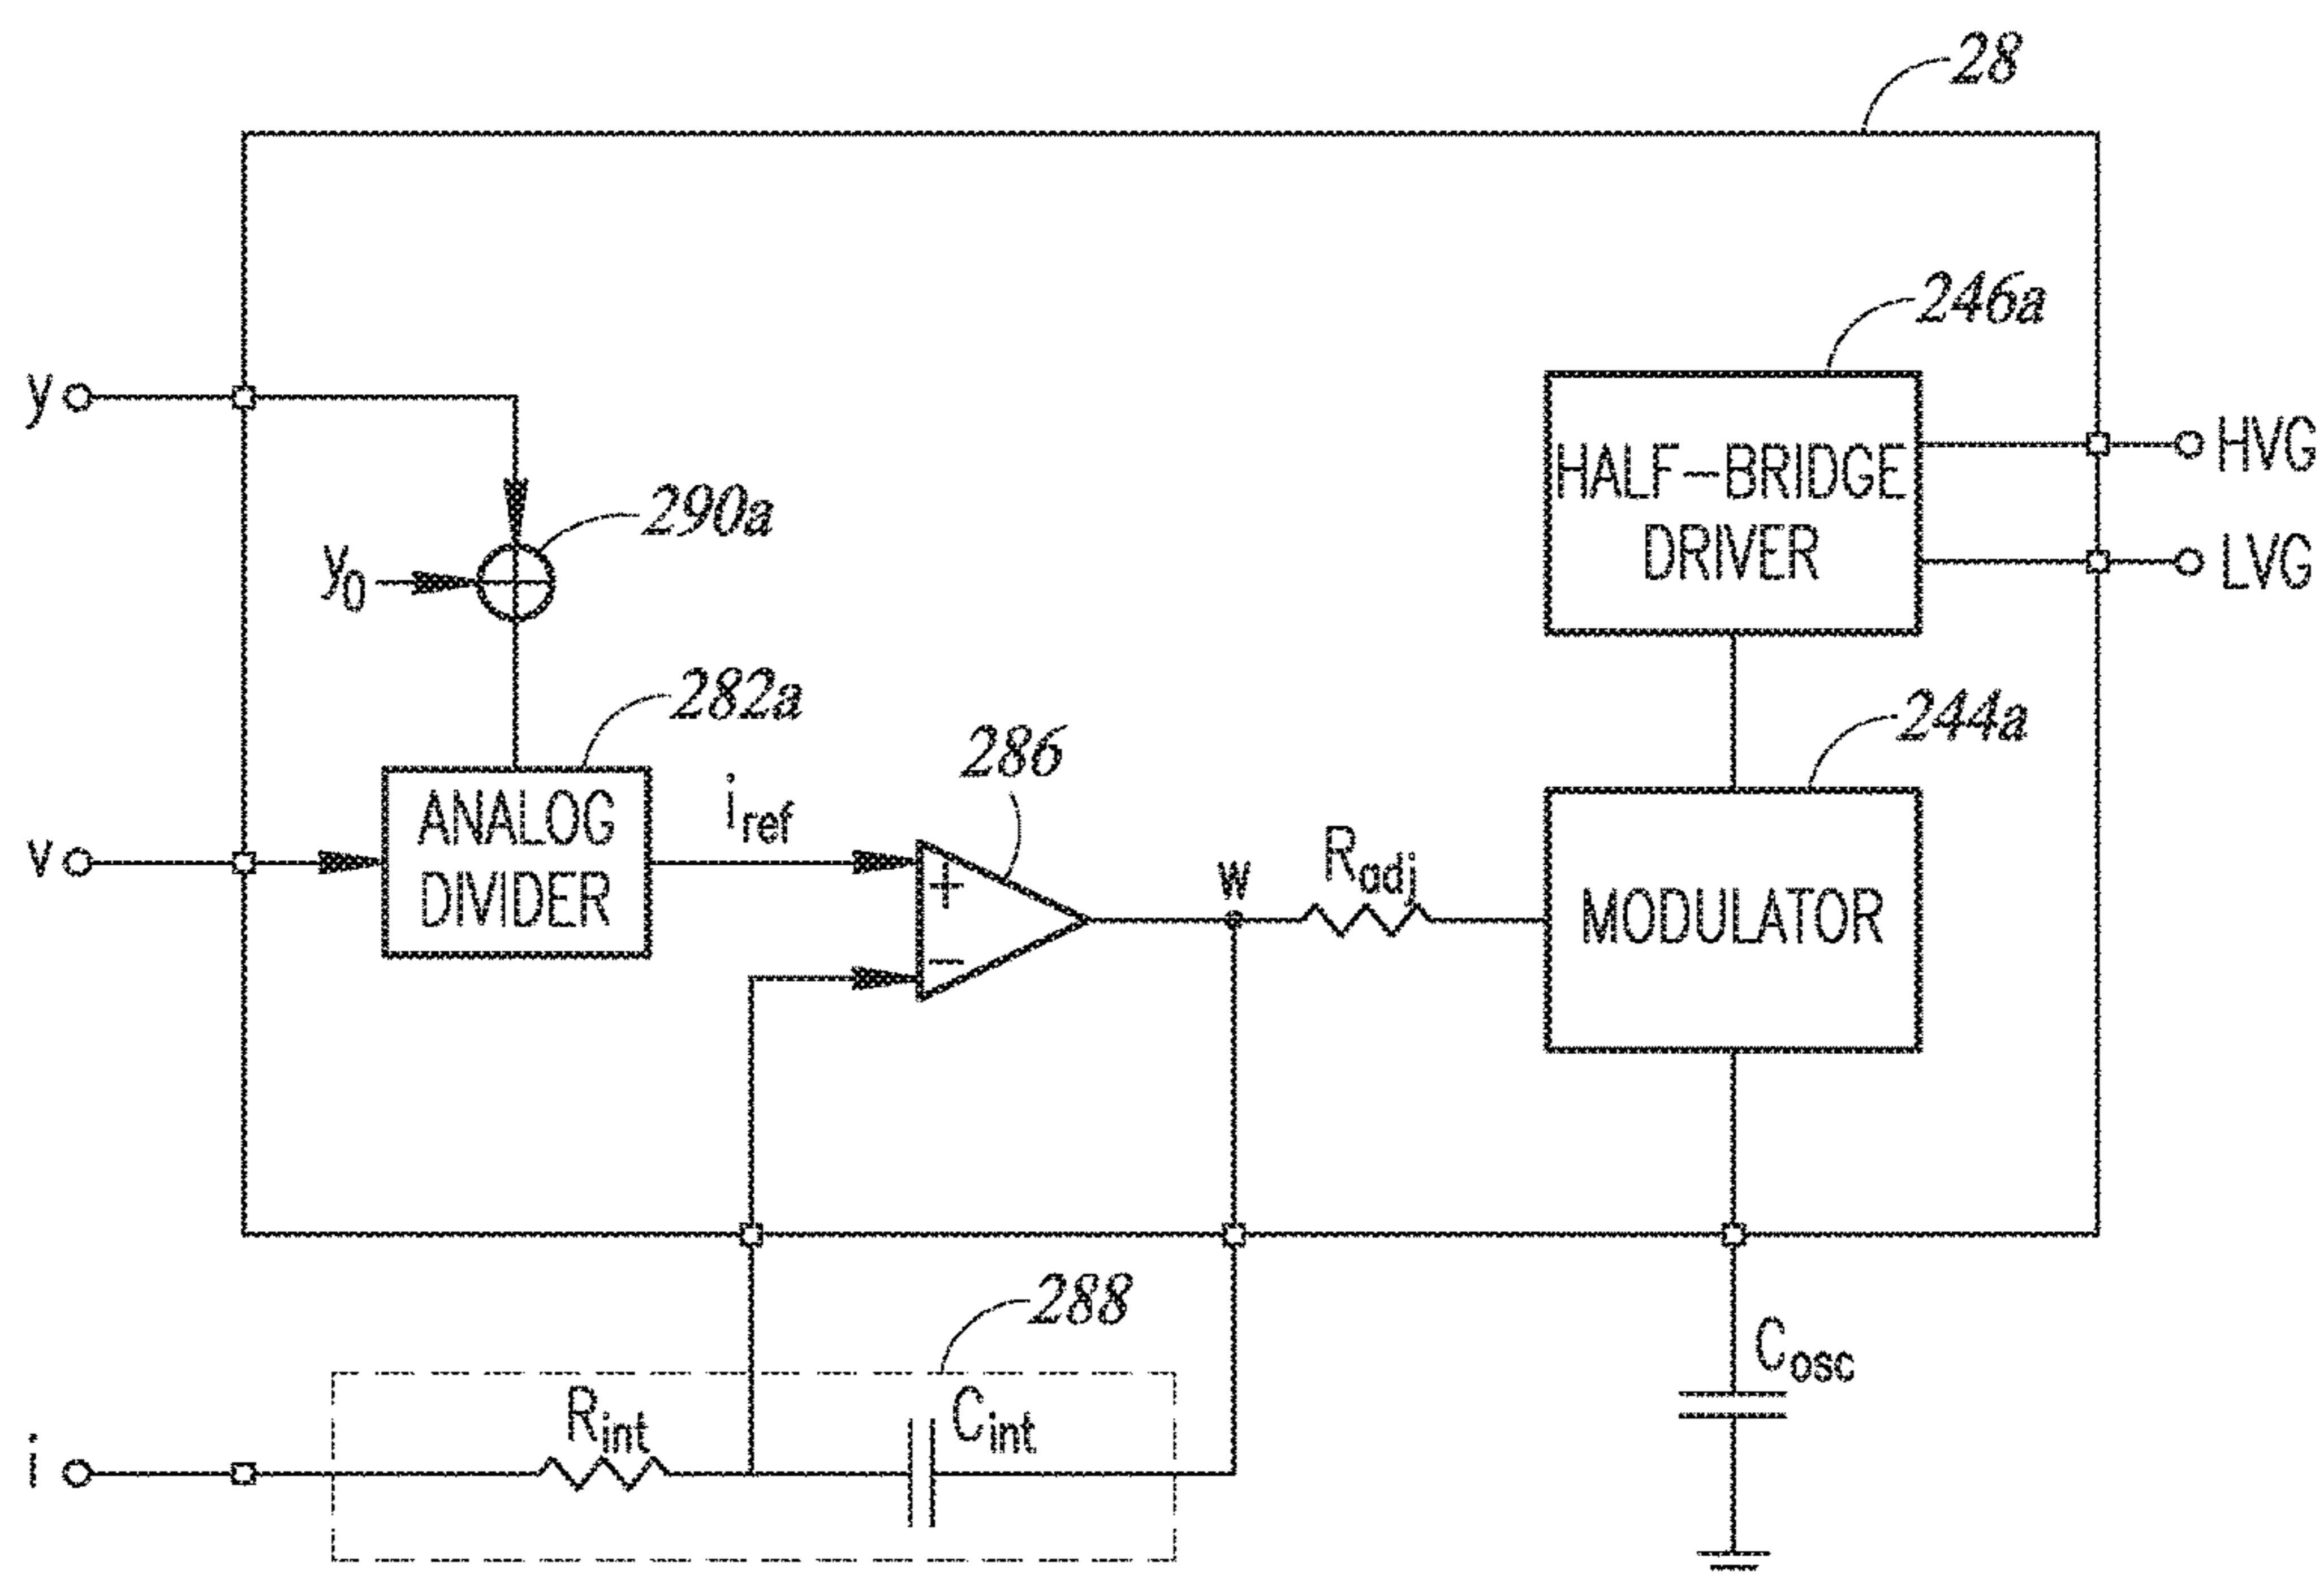 28
246a
y
HVG
HALF-BRIDGE
DRIVER
290a
y0
LVG
282a
244a
286
iref
ANALOG
DIVIDER
v
+
−
w
Radj
MODULATOR
288
Cosc
Rint
Cint
i